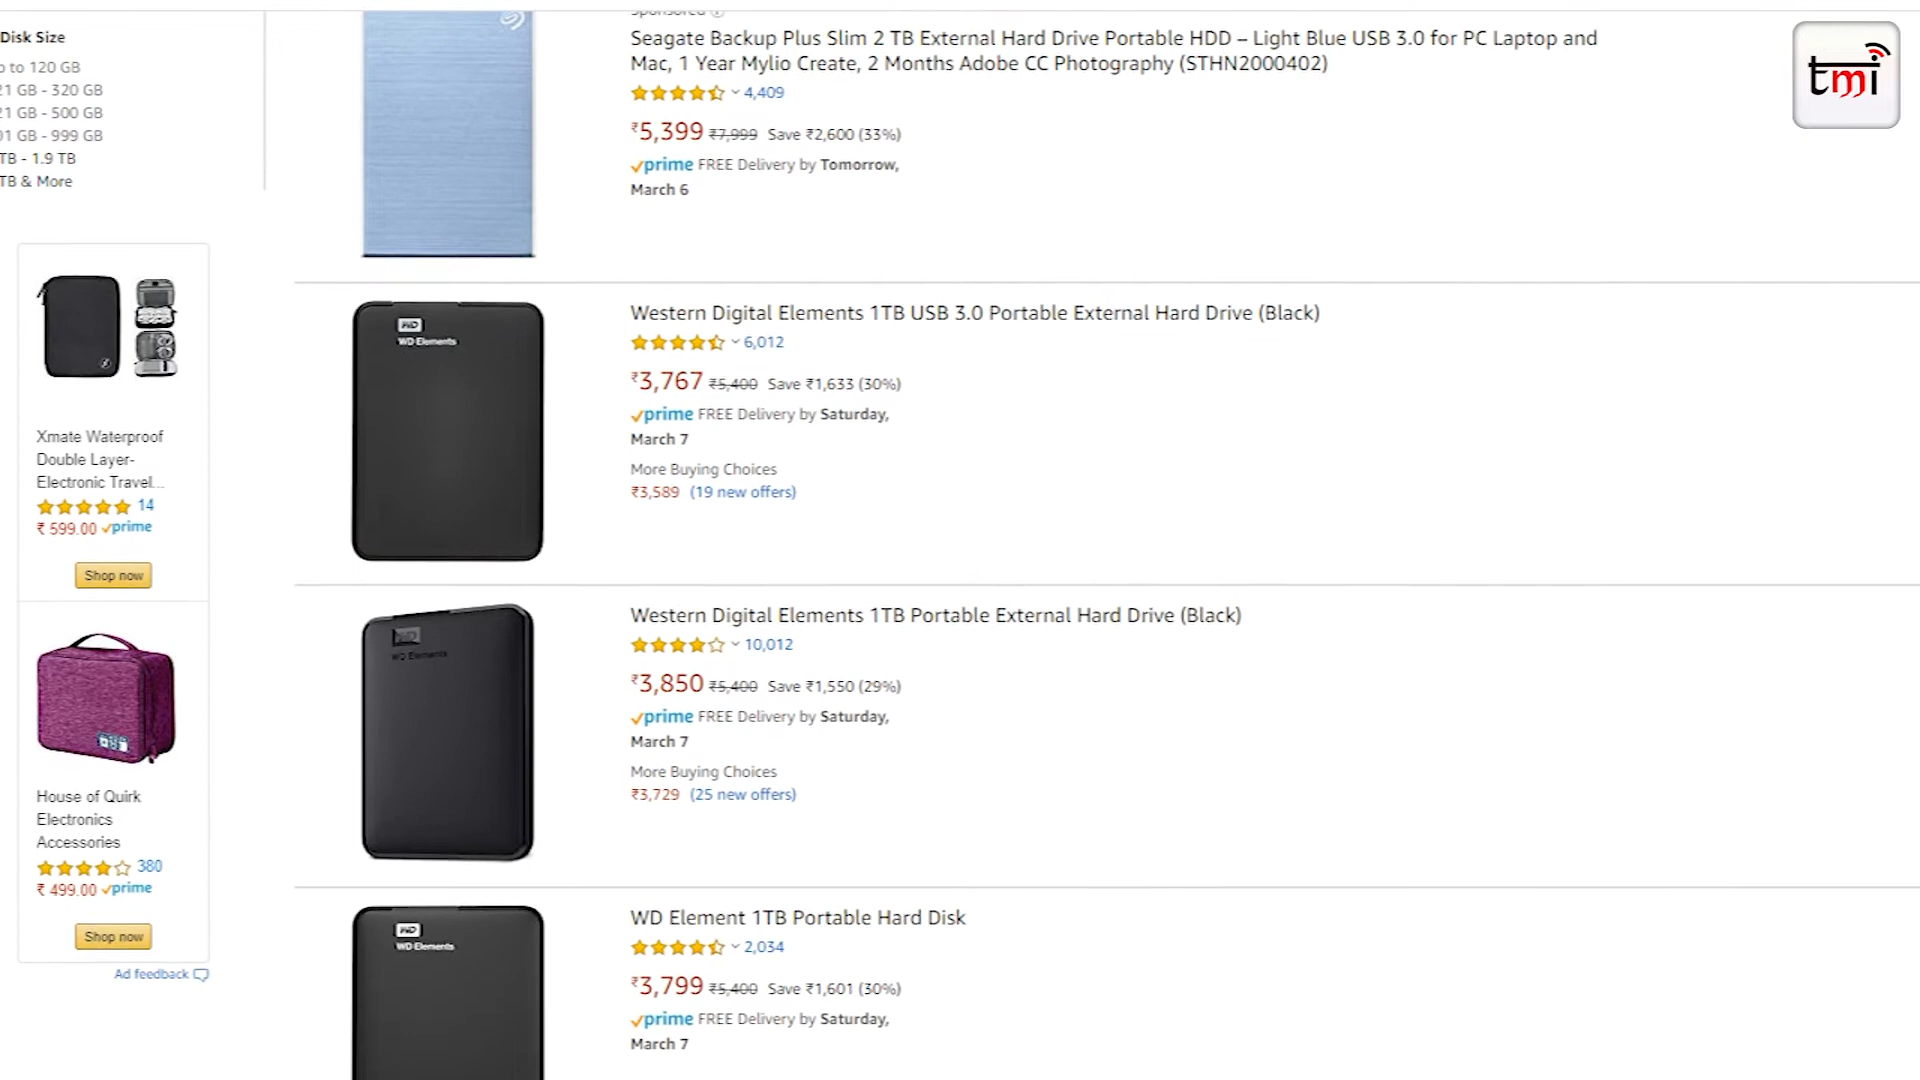 Disk Size
to 120 GB
21 GB - 320 GB
21 GB - 500 GB
01 GB - 999 GB
TB - 1.9 TB
TB & More
Xmate Waterproof
Double Layer-
Electronic Travel...
14
₹ 599.00 prime
Shop now
House of Quirk
Electronics
Accessories
380
₹ 499.00 prime
Shop now
Ad feedback
Sponsored
Seagate Backup Plus Slim 2 TB External Hard Drive Portable HDD – Light Blue USB 3.0 for PC Laptop and
Mac, 1 Year Mylio Create, 2 Months Adobe CC Photography (STHN2000402)
4,409
₹5,399 ₹7,999 Save ₹2,600 (33%)
prime FREE Delivery by Tomorrow,
March 6
WD
WD Elements
Western Digital Elements 1TB USB 3.0 Portable External Hard Drive (Black)
6,012
₹3,767 ₹5,400 Save ₹1,633 (30%)
prime FREE Delivery by Saturday,
March 7
More Buying Choices
₹3,589 (19 new offers)
WD
WD Elements
Western Digital Elements 1TB Portable External Hard Drive (Black)
10,012
₹3,850 ₹5,400 Save ₹1,550 (29%)
prime FREE Delivery by Saturday,
March 7
More Buying Choices
₹3,729 (25 new offers)
WD
WD Elements
WD Element 1TB Portable Hard Disk
2,034
₹3,799 ₹5,400 Save ₹1,601 (30%)
prime FREE Delivery by Saturday,
March 7
tmi